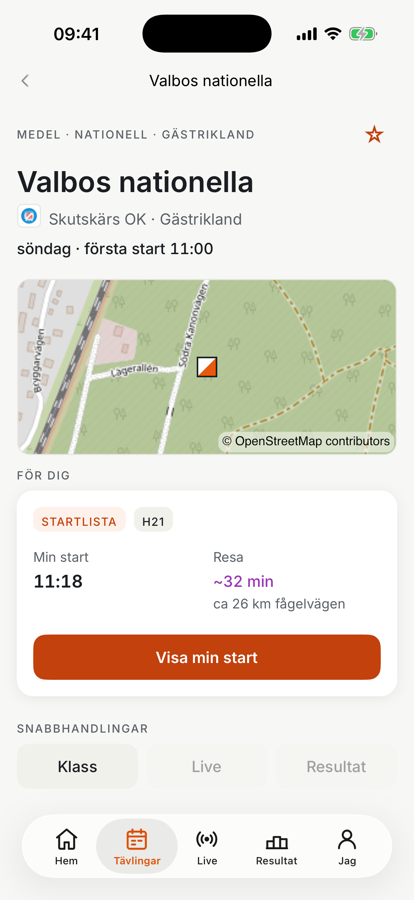 09:41
Valbos nationella
MEDEL · NATIONELL · GÄSTRIKLAND
Valbos nationella
Skutskärs OK · Gästrikland
söndag · första start 11:00
Bryggarvägen
Lagerallén
Södra Kanonvägen
© OpenStreetMap contributors
FÖR DIG
STARTLISTA H21
Min start Resa
11:18 ~32 min
ca 26 km fågelvägen
Visa min start
SNABBHANDLINGAR
Klass Live Resultat
Hem Tävlingar Live Resultat Jag